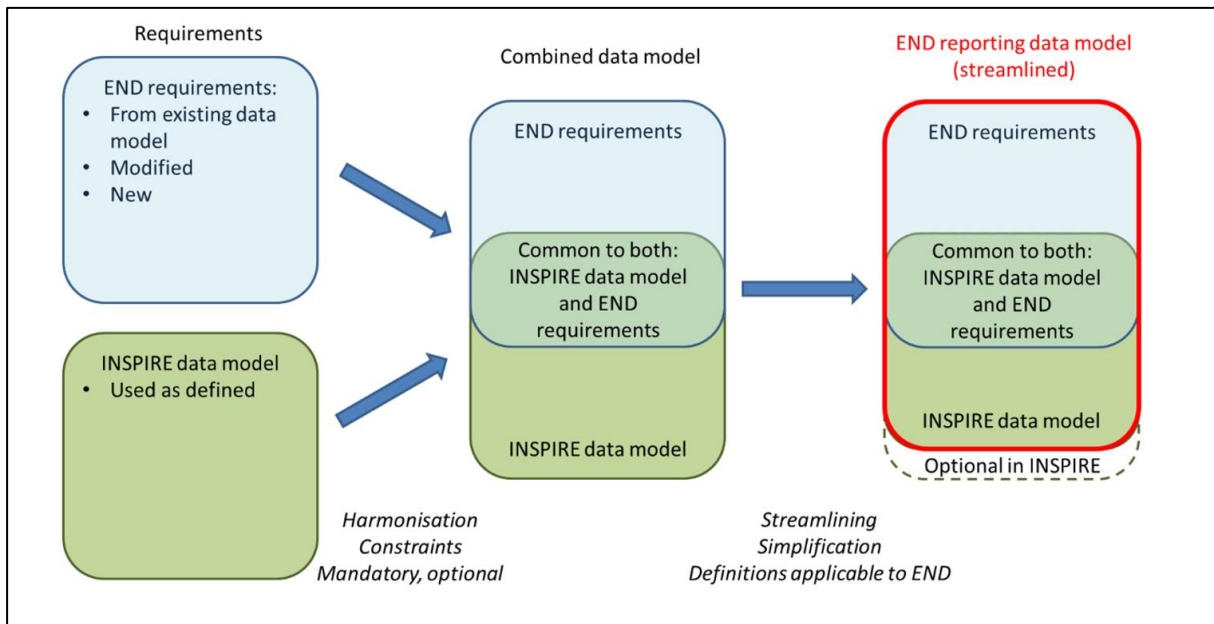 Requirements
END requirements:
• From existing data
model
• Modified
• New
INSPIRE data model
• Used as defined
Harmonisation
Constraints
Mandatory, optional
Combined data model
END requirements
Common to both:
INSPIRE data model
and END
requirements
INSPIRE data model
Streamlining
Simplification
Definitions applicable to END
END reporting data model
(streamlined)
END requirements
Common to both:
INSPIRE data model
and END
requirements
INSPIRE data model
Optional in INSPIRE